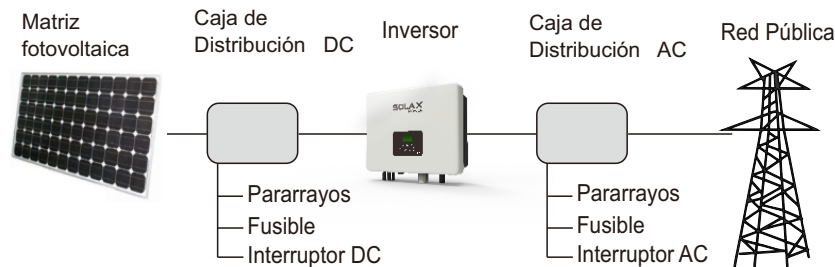 Matriz
fotovoltaica
Caja de
Distribución DC
Inversor
Caja de
Distribución AC
Red Pública
SOLAX
Pararrayos
Fusible
Interruptor DC
Pararrayos
Fusible
Interruptor AC